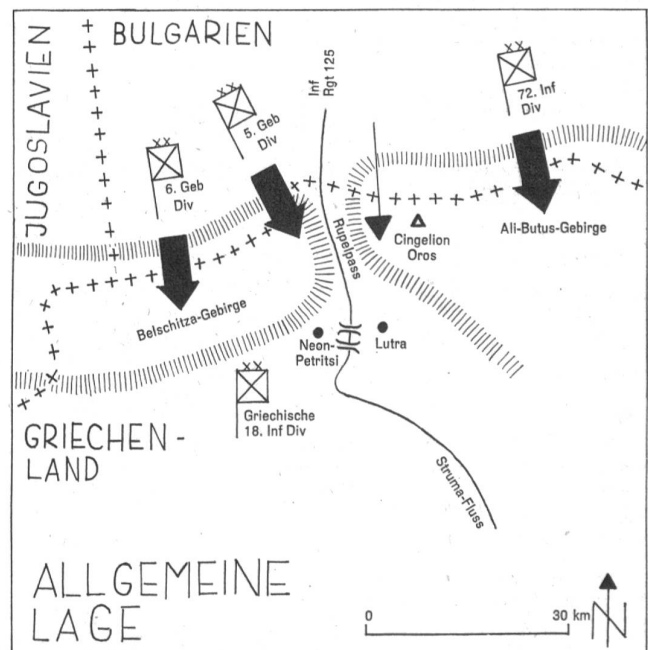 BULGARIEN
JUGOSLAVIEN
Inf
Rgt 125
5. Geb
Div
6. Geb
Div
72. Inf
Div
Rupelpass
Cingelion
Oros
Ali-Butus-Gebirge
Belschitza-Gebirge
Neon-
Petritsi
Lutra
Griechische
18. Inf Div
GRIECHEN-
LAND
Struma-Fluss
ALLGEMEINE
LAGE
0 30 km
N